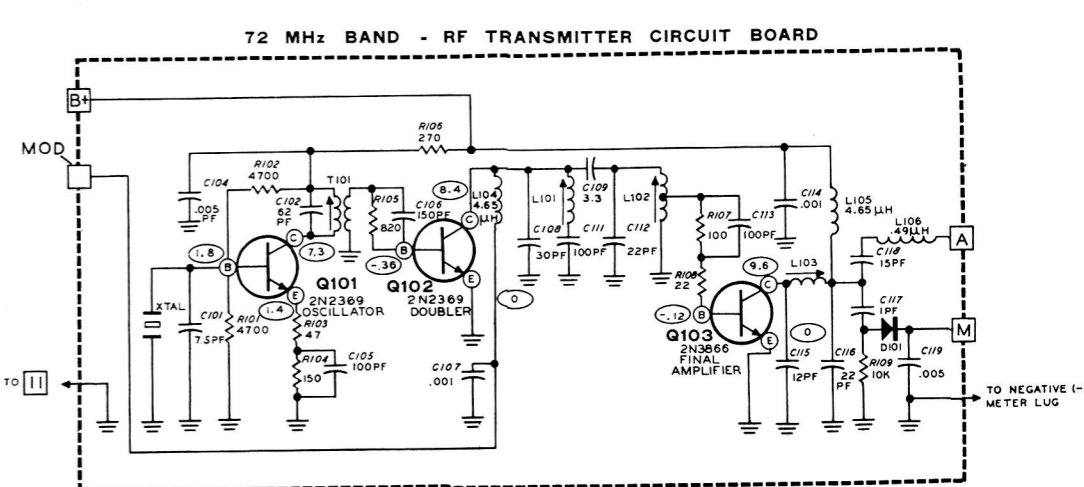 72 MHz BAND - RF TRANSMITTER CIRCUIT BOARD
B+
MOD
R106
270
C104
.005
PF
R102
4700
C102
62
PF
T101
R105
820
C106
150PF
8.4
L104
4.65
μH
1.8
B
C
7.3
E
1.4
Q101
2N2369
OSCILLATOR
-.36
B
C
E
Q102
2N2369
DOUBLER
0
XTAL
C101
7.5PF
R101
4700
R103
47
R104
150
C105
100PF
C107
.001
C108
30PF
L101
C111
100PF
C109
3.3
C112
22PF
L102
R107
100
C113
100PF
R108
22
-.12
B
C
E
9.6
Q103
2N3866
FINAL
AMPLIFIER
C114
.001
L105
4.65μH
L103
0
C115
12PF
C116
22
PF
L106
.49μH
C118
15PF
C117
1PF
D101
R109
10K
C119
.005
A
M
TO 11
TO NEGATIVE (-
METER LUG